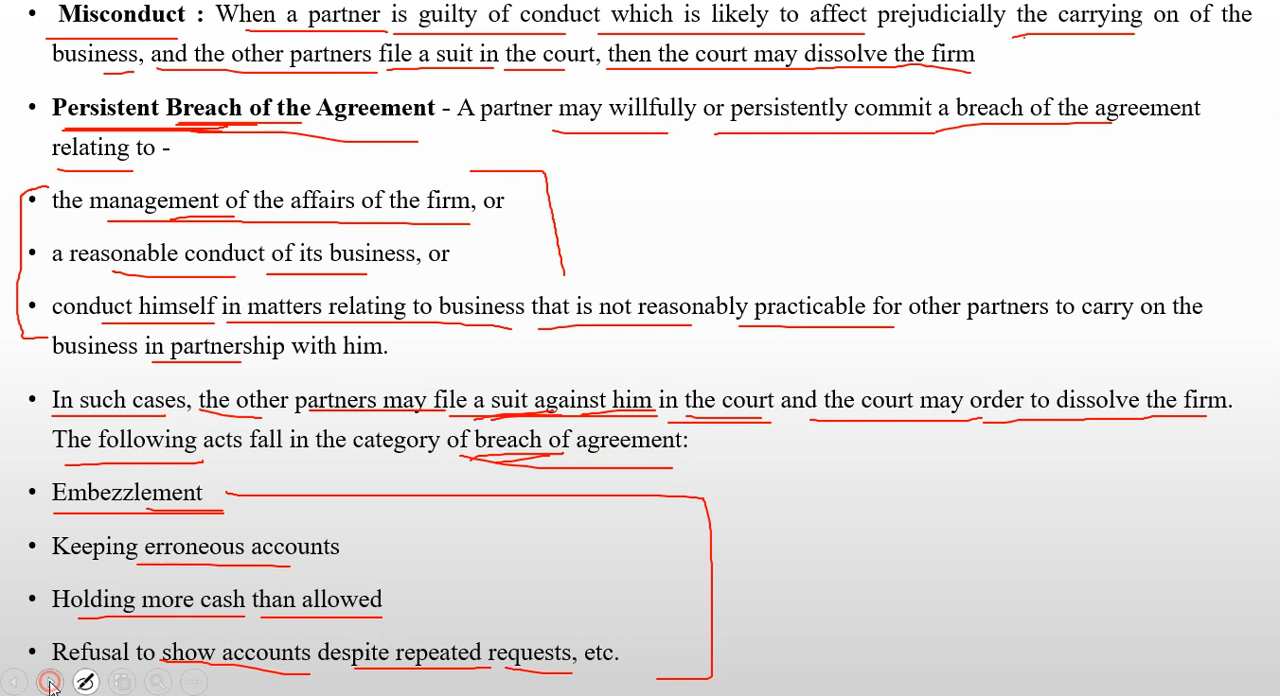 • Misconduct : When a partner is guilty of conduct which is likely to affect prejudicially the carrying on of the
business, and the other partners file a suit in the court, then the court may dissolve the firm
• Persistent Breach of the Agreement - A partner may willfully or persistently commit a breach of the agreement
relating to -
• the management of the affairs of the firm, or
• a reasonable conduct of its business, or
• conduct himself in matters relating to business that is not reasonably practicable for other partners to carry on the
business in partnership with him.
• In such cases, the other partners may file a suit against him in the court and the court may order to dissolve the firm.
The following acts fall in the category of breach of agreement:
• Embezzlement
• Keeping erroneous accounts
• Holding more cash than allowed
• Refusal to show accounts despite repeated requests, etc.